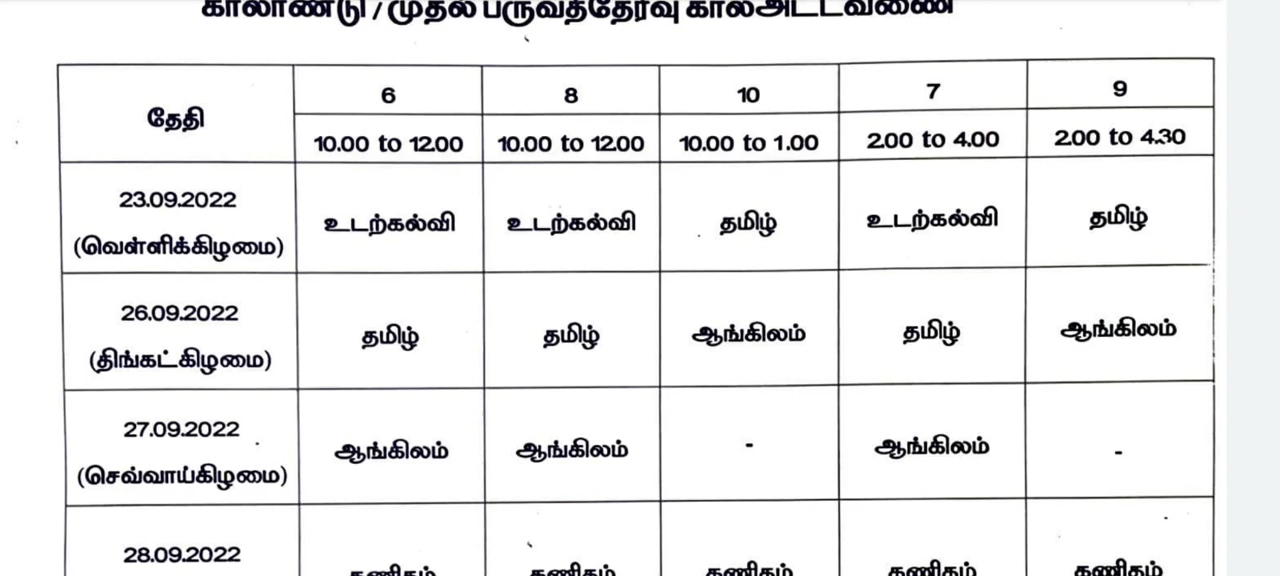 காலாண்டு / முதல் பருவத்தேர்வு கால அட்டவணை
தேதி 6 8 10 7 9
10.00 to 12.00 10.00 to 12.00 10.00 to 1.00 2.00 to 4.00 2.00 to 4.30
23.09.2022
(வெள்ளிக்கிழமை) உடற்கல்வி உடற்கல்வி தமிழ் உடற்கல்வி தமிழ்
26.09.2022
(திங்கட்கிழமை) தமிழ் தமிழ் ஆங்கிலம் தமிழ் ஆங்கிலம்
27.09.2022
(செவ்வாய்கிழமை) ஆங்கிலம் ஆங்கிலம் - ஆங்கிலம் -
28.09.2022
கணிதம் கணிதம் கணிதம் கணிதம் கணிதம்